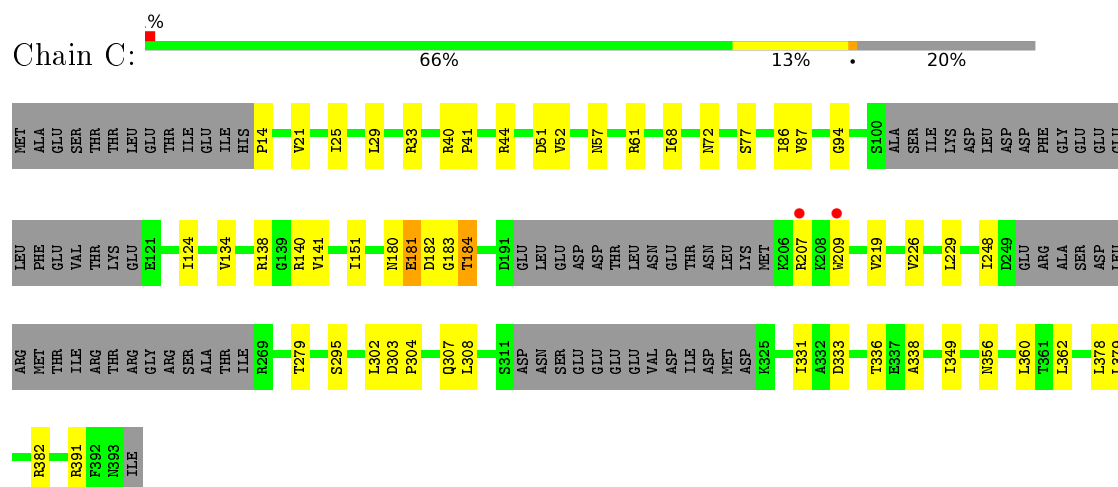 .%
Chain C:
66% 13% • 20%
MET ALA GLU SER THR THR LEU GLU THR ILE GLU ILE HIS P14 V21 I25 L29 R33 R40 P41 R44 D51 V52 N57 R61 I68 N72 S77 I86 V87 G94 S100 ALA SER ILE LYS ASP LEU ASP ASP PHE GLY GLU GLU GLU
LEU PHE GLU VAL THR LYS GLU E121 I124 V134 R138 G139 R140 V141 I151 N180 E181 D182 G183 T184 D191 GLU LEU GLU ASP ASP THR LEU ASN GLU THR ASN LEU LYS MET K206 R207 K208 W209 V219 V226 L229 I248 D249 GLU ARG ALA SER ASP LEU
ARG MET THR ILE ARG THR ARG GLY ARG SER ALA THR ILE R269 T279 S295 L302 D303 P304 Q307 L308 S311 ASP ASN SER GLU GLU GLU GLU VAL ASP ILE ASP MET ASP K325 I331 A332 D333 T336 E337 A338 I349 N356 L360 T361 L362 L378 L379
R382 R391 F392 N393 ILE